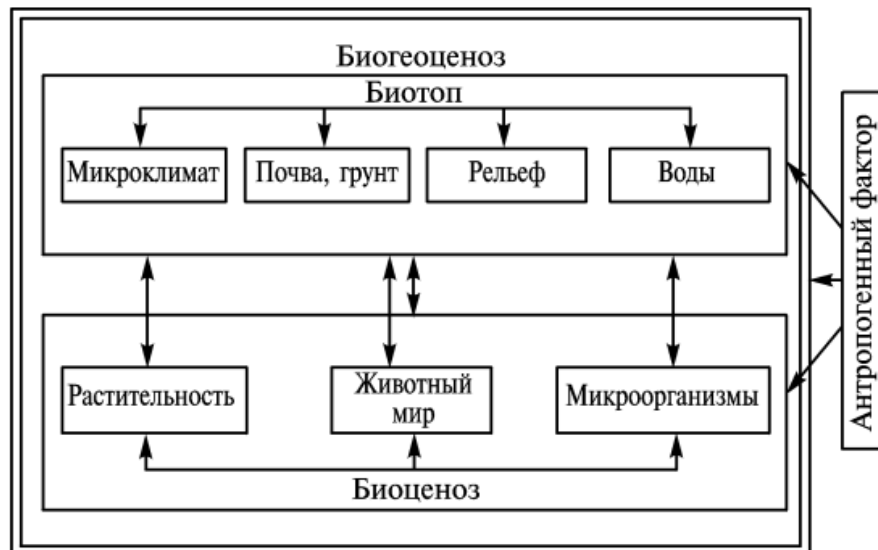 Биогеоценоз
Биотоп
Микроклимат
Почва, грунт
Рельеф
Воды
Растительность
Животный
мир
Микроорганизмы
Биоценоз
Антропогенный фактор